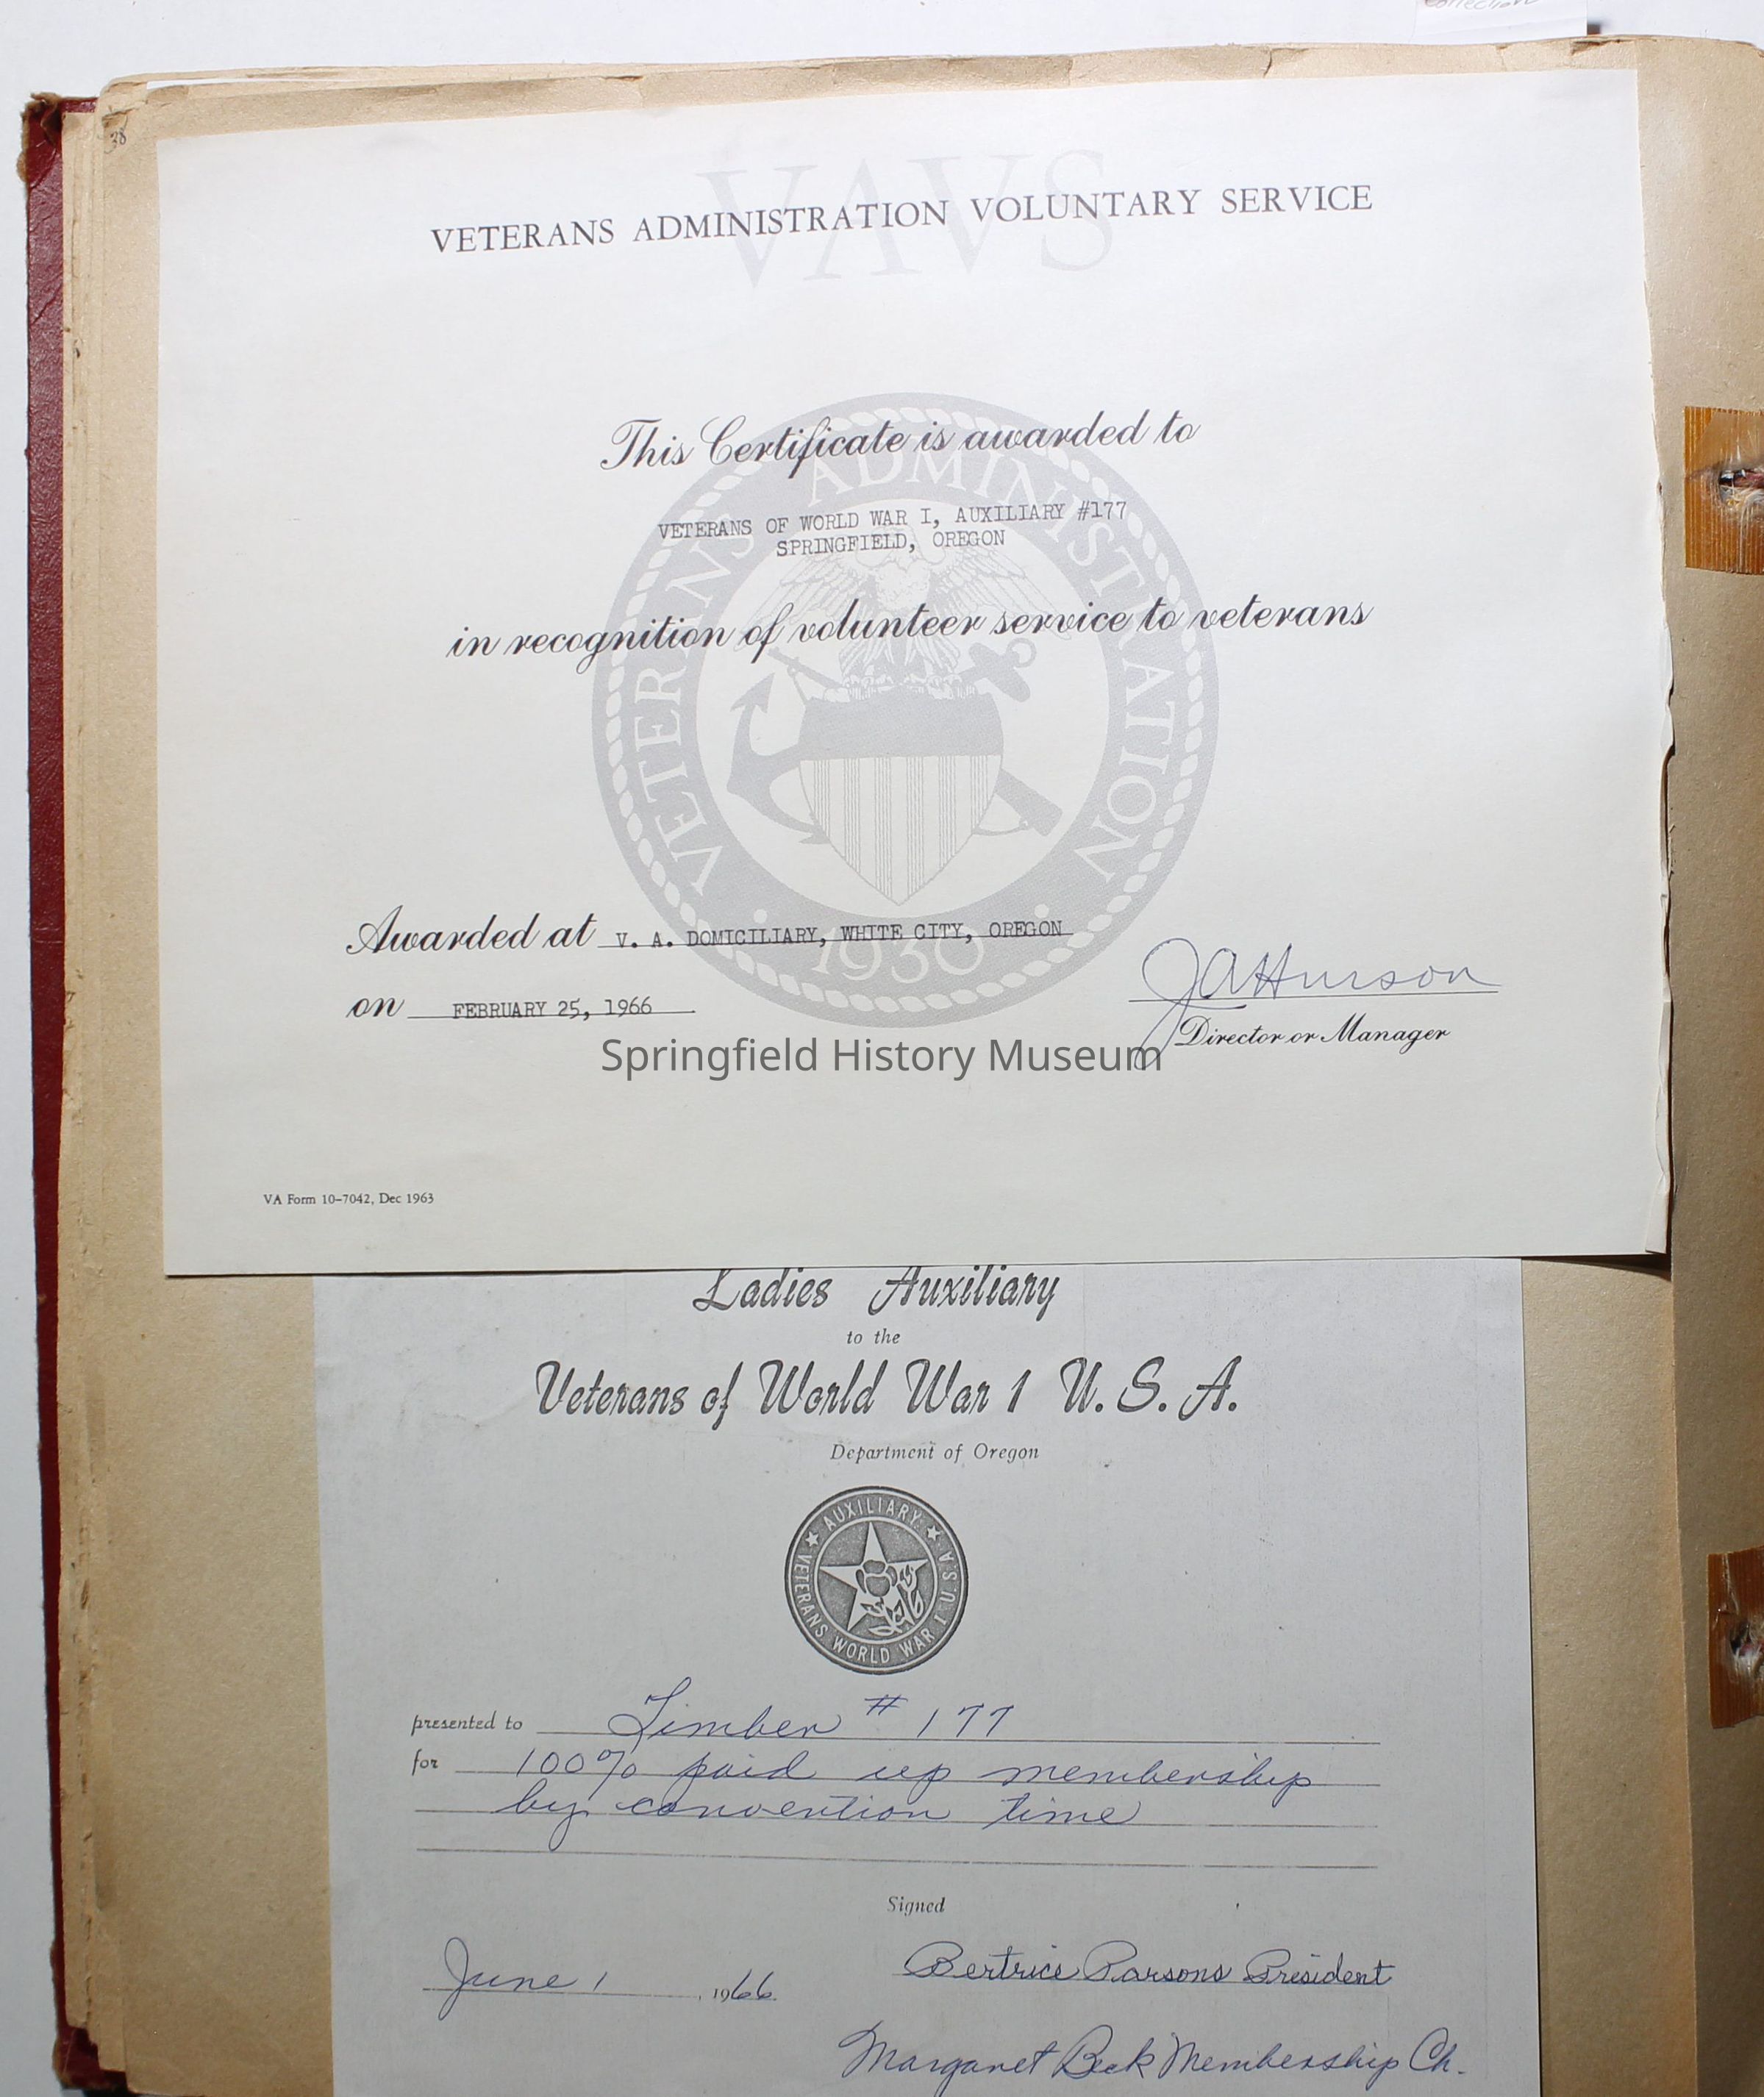 Collection
38
VAVS
VETERANS ADMINISTRATION VOLUNTARY SERVICE
This Certificate is awarded to
VETERANS OF WORLD WAR I, AUXILIARY #177
SPRINGFIELD, OREGON
in recognition of volunteer service to veterans
VETERANS ADMINISTRATION
1930
Awarded at V. A. DOMICILIARY, WHITE CITY, OREGON
on FEBRUARY 25, 1966
Director or Manager
Springfield History Museum
VA Form 10-7042, Dec 1963
Ladies Auxiliary
to the
Veterans of World War 1 U. S. A.
Department of Oregon
AUXILIARY
VETERANS WORLD WAR I U.S.A.
presented to Timber # 177
for 100% paid up membership
by convention time
Signed
June 1, 1966
Bertrice Parsons President
Margaret Beck Membership Ch.